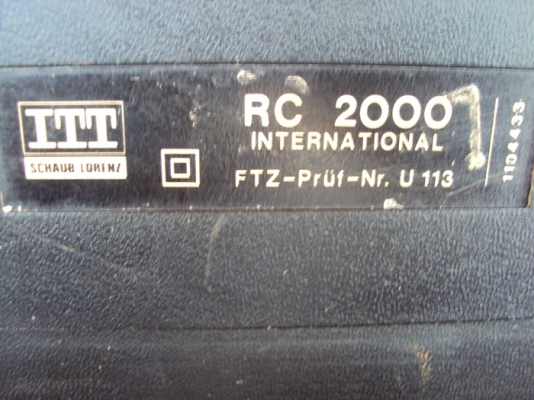 ITT
SCHAUB LORENZ
RC 2000
INTERNATIONAL
FTZ-Prüf-Nr. U 113
1104433